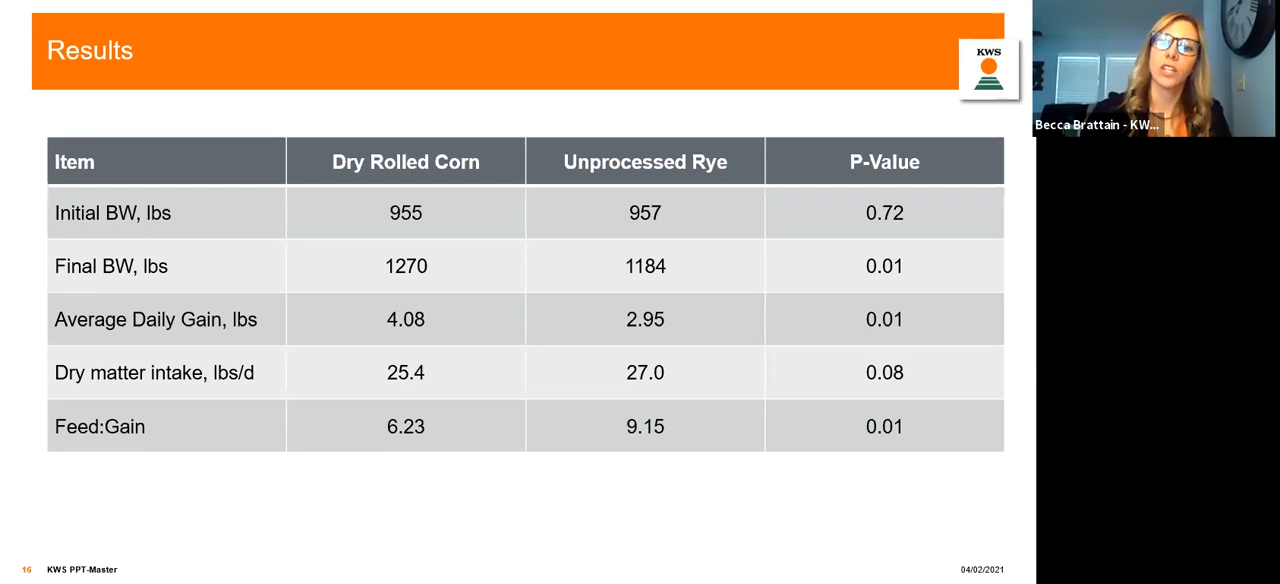 Results
KWS
Becca Brattain - KW...
Item Dry Rolled Corn Unprocessed Rye P-Value
Initial BW, lbs 955 957 0.72
Final BW, lbs 1270 1184 0.01
Average Daily Gain, lbs 4.08 2.95 0.01
Dry matter intake, lbs/d 25.4 27.0 0.08
Feed:Gain 6.23 9.15 0.01
16 KWS PPT-Master 04/02/2021